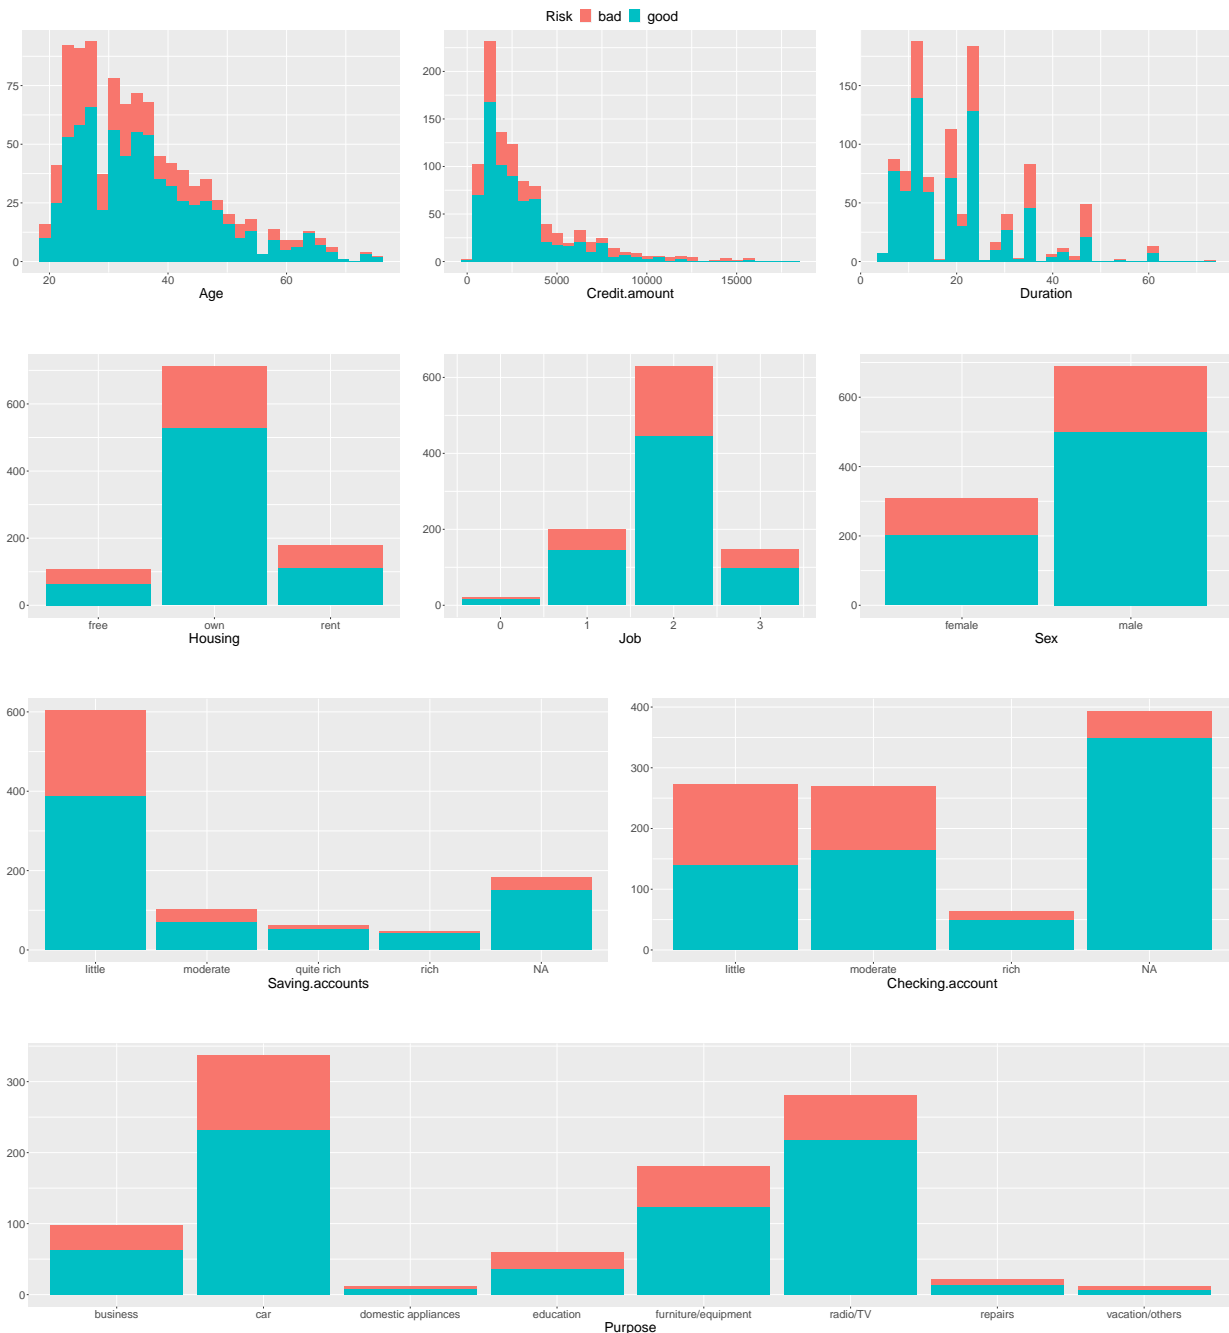 Risk bad good
75
50
25
0
20 40 60
Age
200
150
100
50
0
0 5000 10000 15000
Credit.amount
150
100
50
0
0 20 40 60
Duration
600
400
200
0
free own rent
Housing
600
400
200
0
0 1 2 3
Job
600
400
200
0
female male
Sex
600
400
200
0
little moderate quite rich rich NA
Saving.accounts
400
300
200
100
0
little moderate rich NA
Checking.account
300
200
100
0
business car domestic appliances education furniture/equipment radio/TV repairs vacation/others
Purpose